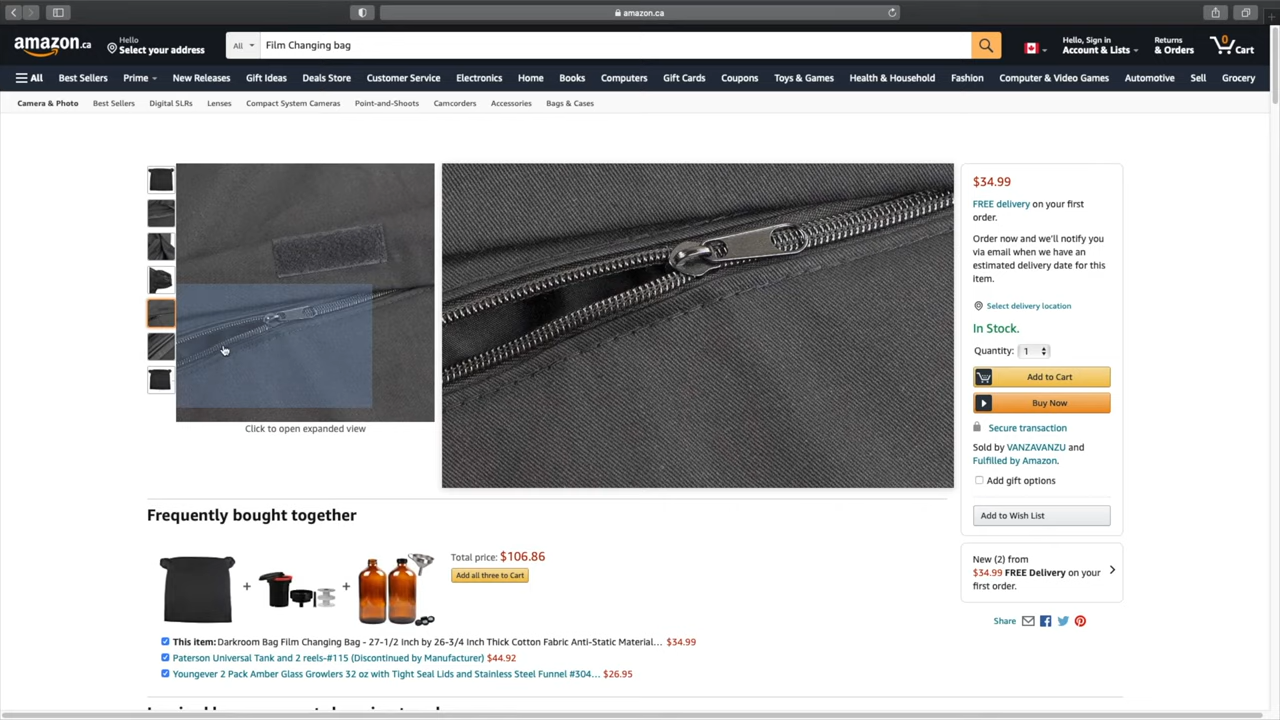 amazon.ca
amazon.ca
Hello
Select your address
All
Film Changing bag
Hello, Sign in
Account & Lists
Returns
& Orders
0
Cart
All
Best Sellers
Prime
New Releases
Gift Ideas
Deals Store
Customer Service
Electronics
Home
Books
Computers
Gift Cards
Coupons
Toys & Games
Health & Household
Fashion
Computer & Video Games
Automotive
Sell
Grocery
Camera & Photo
Best Sellers
Digital SLRs
Lenses
Compact System Cameras
Point-and-Shoots
Camcorders
Accessories
Bags & Cases
Click to open expanded view
$34.99
FREE delivery on your first
order.
Order now and we'll notify you
via email when we have an
estimated delivery date for this
item.
Select delivery location
In Stock.
Quantity: 1
Add to Cart
Buy Now
Secure transaction
Sold by VANZAVANZU and
Fulfilled by Amazon.
Add gift options
Add to Wish List
New (2) from
$34.99 FREE Delivery on your
first order.
Share
Frequently bought together
Total price: $106.86
Add all three to Cart
This item: Darkroom Bag Film Changing Bag - 27-1/2 Inch by 26-3/4 Inch Thick Cotton Fabric Anti-Static Material... $34.99
Paterson Universal Tank and 2 reels-#115 (Discontinued by Manufacturer) $44.92
Youngever 2 Pack Amber Glass Growlers 32 oz with Tight Seal Lids and Stainless Steel Funnel #304... $26.95